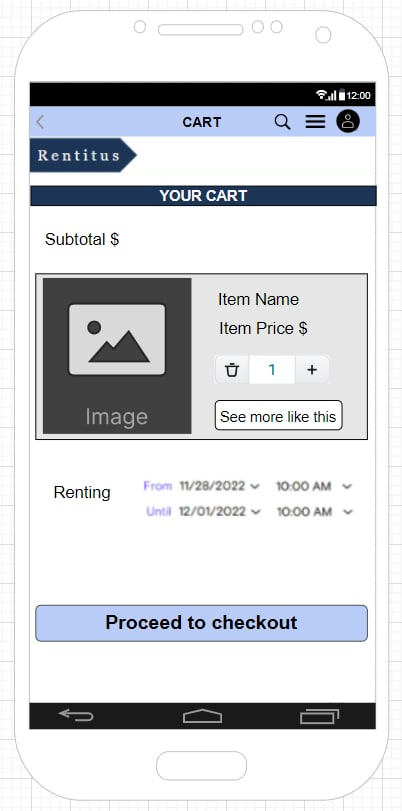 12:00
CART
Rentitus
YOUR CART
Subtotal $
Item Name
Item Price $
1 +
See more like this
Image
Renting
From 11/28/2022 10:00 AM
Until 12/01/2022 10:00 AM
Proceed to checkout